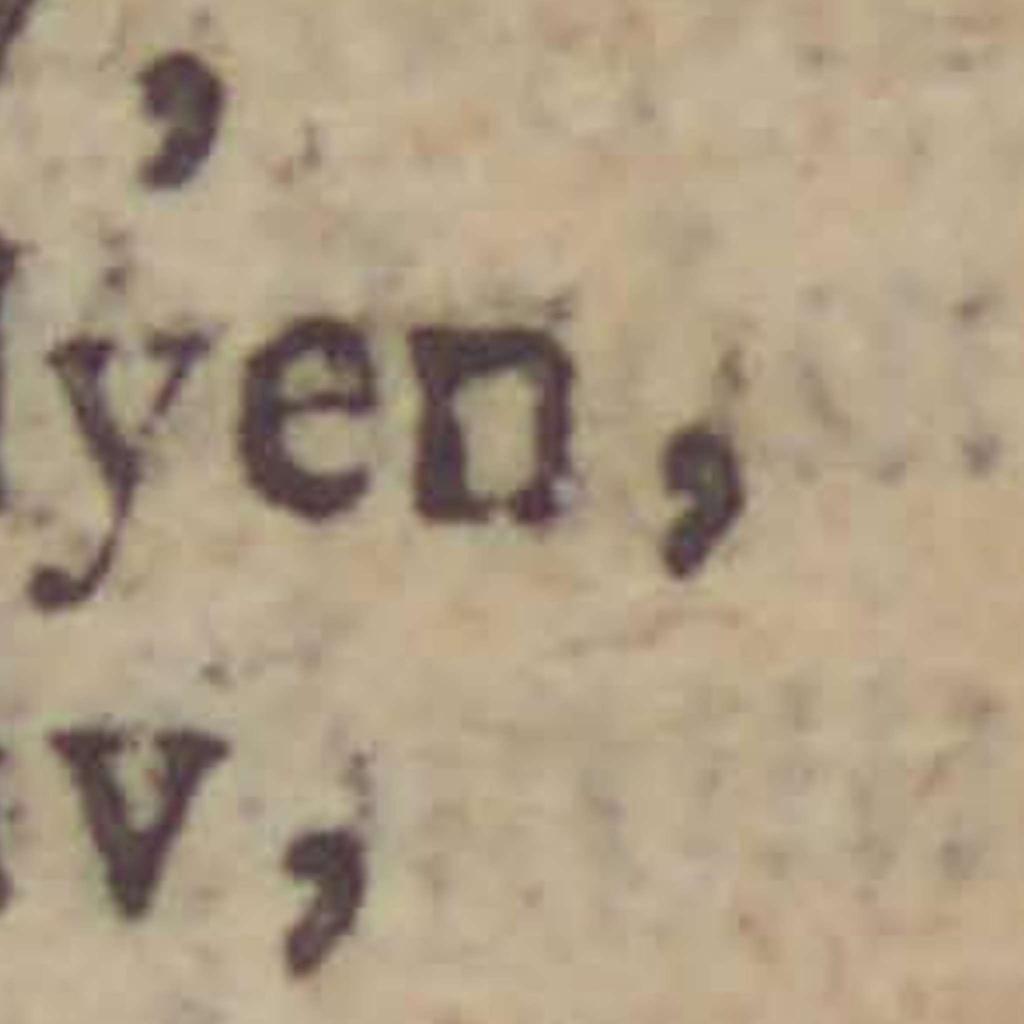 ,
yen,
v,